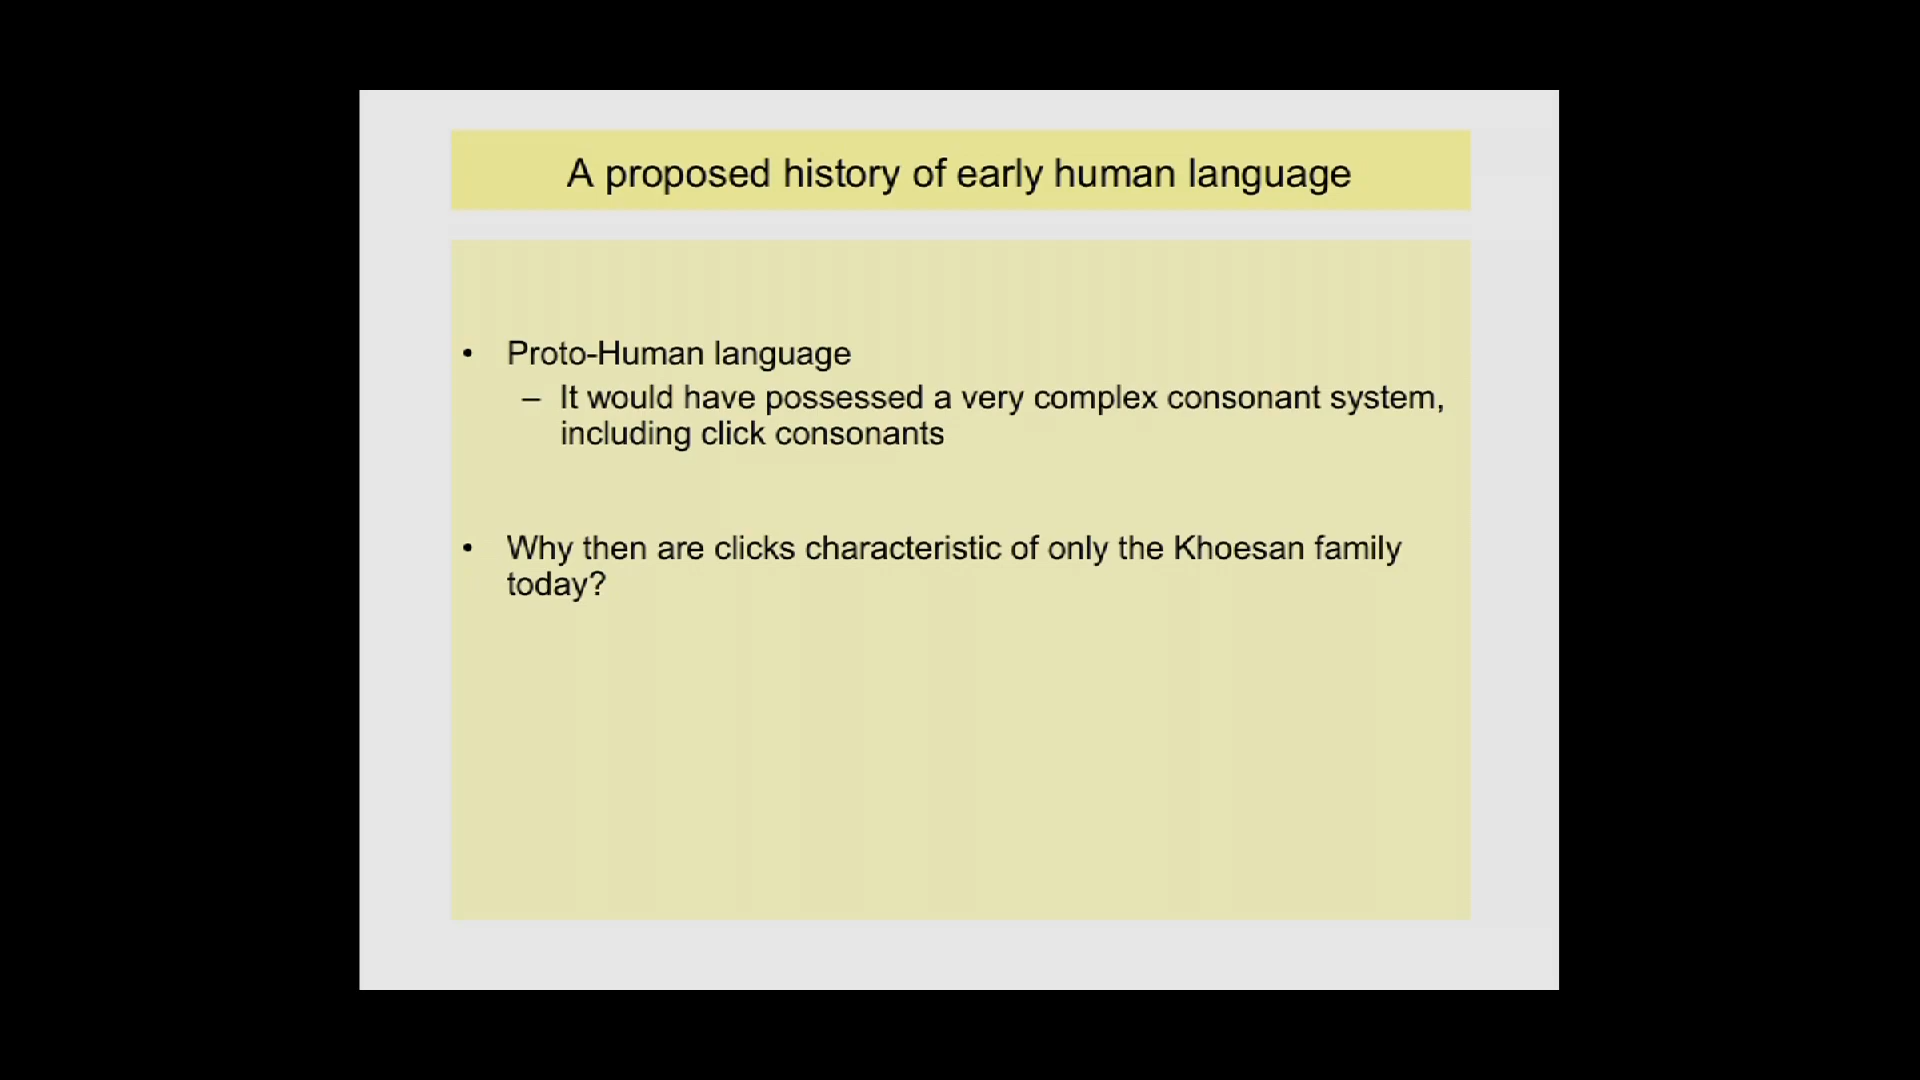 A proposed history of early human language
• Proto-Human language
– It would have possessed a very complex consonant system,
including click consonants
• Why then are clicks characteristic of only the Khoesan family
today?